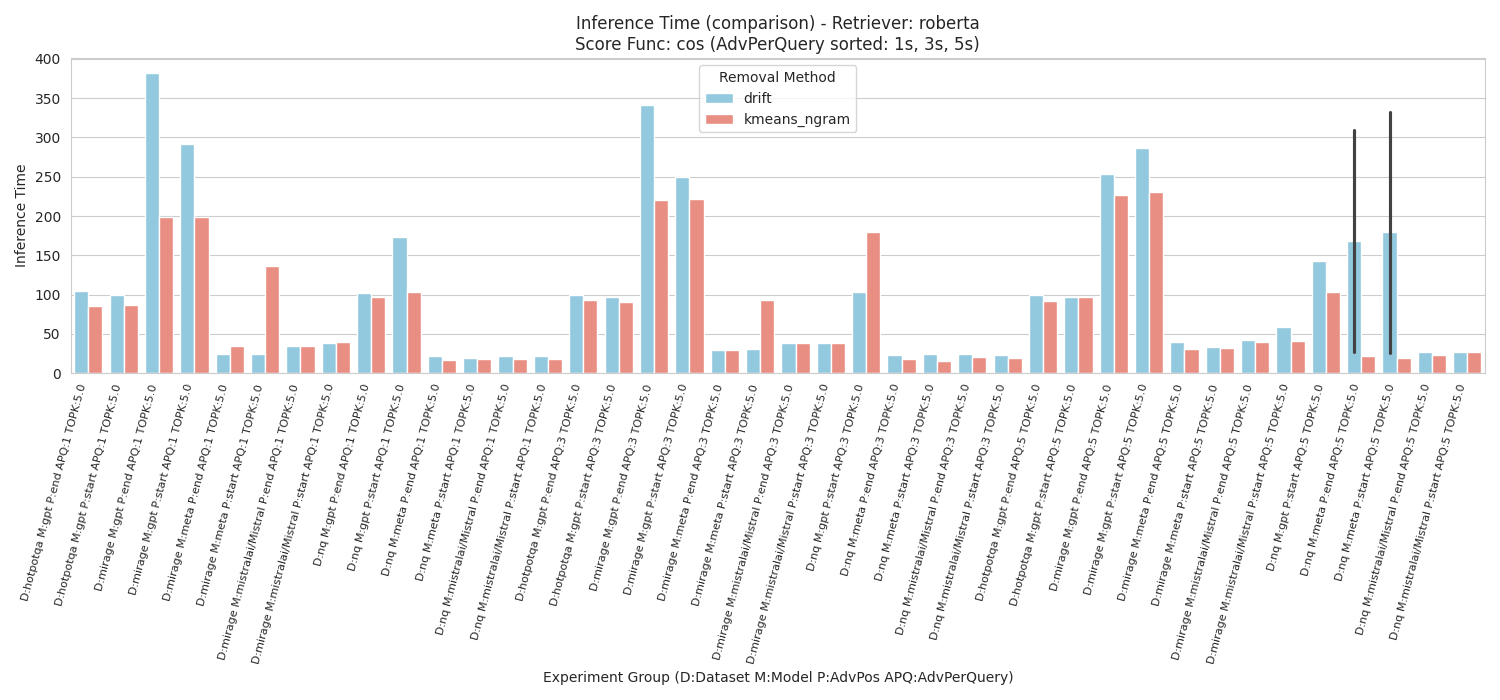 Inference Time (comparison) - Retriever: roberta
Score Func: cos (AdvPerQuery sorted: 1s, 3s, 5s)
Removal Method
drift
kmeans_ngram
Inference Time
400
350
300
250
200
150
100
50
0
D:hotpotqa M:gpt P:end APQ:1 TOPK:5.0
D:hotpotqa M:gpt P:start APQ:1 TOPK:5.0
D:mirage M:gpt P:end APQ:1 TOPK:5.0
D:mirage M:gpt P:start APQ:1 TOPK:5.0
D:mirage M:meta P:end APQ:1 TOPK:5.0
D:mirage M:meta P:start APQ:1 TOPK:5.0
D:mirage M:mistralai/Mistral P:end APQ:1 TOPK:5.0
D:mirage M:mistralai/Mistral P:start APQ:1 TOPK:5.0
D:nq M:gpt P:end APQ:1 TOPK:5.0
D:nq M:gpt P:start APQ:1 TOPK:5.0
D:nq M:meta P:end APQ:1 TOPK:5.0
D:nq M:meta P:start APQ:1 TOPK:5.0
D:nq M:mistralai/Mistral P:end APQ:1 TOPK:5.0
D:nq M:mistralai/Mistral P:start APQ:1 TOPK:5.0
D:hotpotqa M:gpt P:end APQ:3 TOPK:5.0
D:hotpotqa M:gpt P:start APQ:3 TOPK:5.0
D:mirage M:gpt P:end APQ:3 TOPK:5.0
D:mirage M:gpt P:start APQ:3 TOPK:5.0
D:mirage M:meta P:end APQ:3 TOPK:5.0
D:mirage M:meta P:start APQ:3 TOPK:5.0
D:mirage M:mistralai/Mistral P:end APQ:3 TOPK:5.0
D:mirage M:mistralai/Mistral P:start APQ:3 TOPK:5.0
D:nq M:gpt P:start APQ:3 TOPK:5.0
D:nq M:meta P:end APQ:3 TOPK:5.0
D:nq M:meta P:start APQ:3 TOPK:5.0
D:nq M:mistralai/Mistral P:end APQ:3 TOPK:5.0
D:nq M:mistralai/Mistral P:start APQ:3 TOPK:5.0
D:hotpotqa M:gpt P:end APQ:5 TOPK:5.0
D:hotpotqa M:gpt P:start APQ:5 TOPK:5.0
D:mirage M:gpt P:end APQ:5 TOPK:5.0
D:mirage M:gpt P:start APQ:5 TOPK:5.0
D:mirage M:meta P:end APQ:5 TOPK:5.0
D:mirage M:meta P:start APQ:5 TOPK:5.0
D:mirage M:mistralai/Mistral P:end APQ:5 TOPK:5.0
D:mirage M:mistralai/Mistral P:start APQ:5 TOPK:5.0
D:nq M:gpt P:start APQ:5 TOPK:5.0
D:nq M:meta P:end APQ:5 TOPK:5.0
D:nq M:meta P:start APQ:5 TOPK:5.0
D:nq M:mistralai/Mistral P:end APQ:5 TOPK:5.0
D:nq M:mistralai/Mistral P:start APQ:5 TOPK:5.0
Experiment Group (D:Dataset M:Model P:AdvPos APQ:AdvPerQuery)